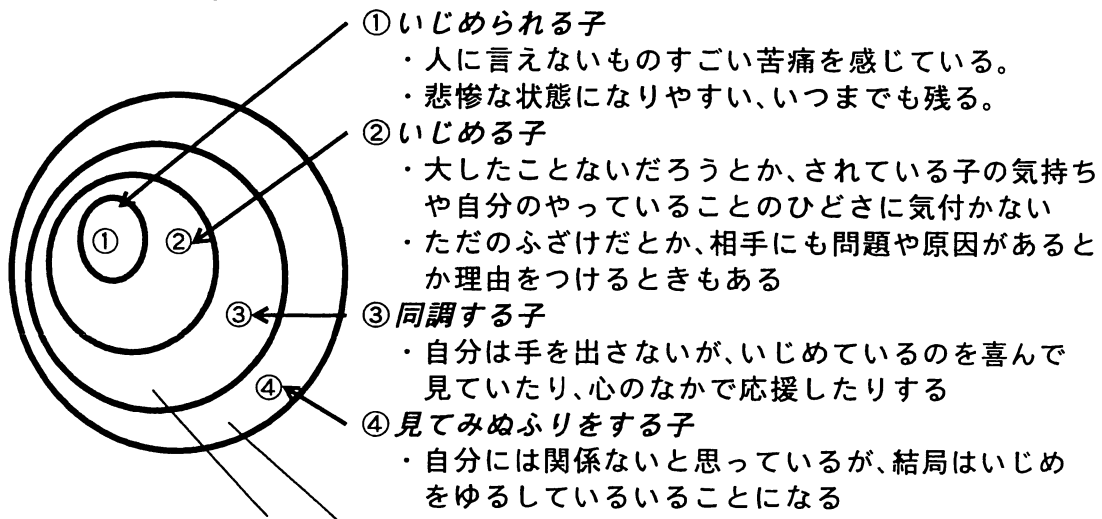 ①いじめられる子
・人に言えないものすごい苦痛を感じている。
・悲惨な状態になりやすい、いつまでも残る。
②いじめる子
・大したことないだろうとか、されている子の気持ち
や自分のやっていることのひどさに気付かない
・ただのふざけだとか、相手にも問題や原因があると
か理由をつけるときもある
③同調する子
・自分は手を出さないが、いじめているのを喜んで
見ていたり、心のなかで応援したりする
④見てみぬふりをする子
・自分には関係ないと思っているが、結局はいじめ
をゆるしているいることになる
①
②
③
④